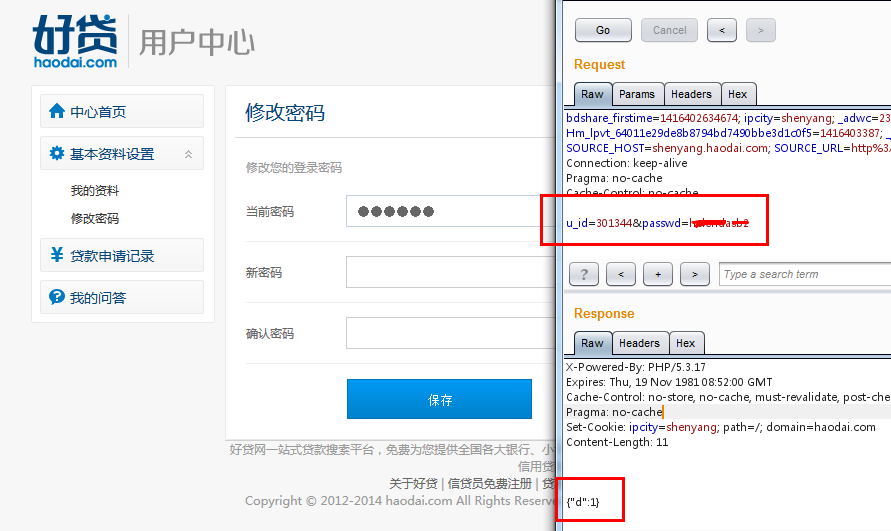 好贷
haodai.com
用户中心
中心首页
基本资料设置
我的资料
修改密码
贷款申请记录
我的问答
修改密码
修改您的登录密码
当前密码
新密码
确认密码
保存
好贷网一站式贷款搜索平台，免费为您提供全国各大银行、小
信用贷
关于好贷 | 信贷员免费注册 | 贷
Copyright © 2012-2014 haodai.com All Rights Reserve
Go
Cancel
<
>
Request
Raw
Params
Headers
Hex
bdshare_firstime=1416402634674; ipcity=shenyang; _adwc=23
Hm_lpvt_64011e29de8b8794bd7490bbe3d1c0f5=1416403387; _
SOURCE_HOST=shenyang.haodai.com; SOURCE_URL=http%3/
Connection: keep-alive
Pragma: no-cache
Cache-Control: no-cache
u_id=301344&passwd=
?
<
+
>
Type a search term
Response
Raw
Headers
Hex
X-Powered-By: PHP/5.3.17
Expires: Thu, 19 Nov 1981 08:52:00 GMT
Cache-Control: no-store, no-cache, must-revalidate, post-che
Pragma: no-cache
Set-Cookie: ipcity=shenyang; path=/; domain=haodai.com
Content-Length: 11
{"d":1}